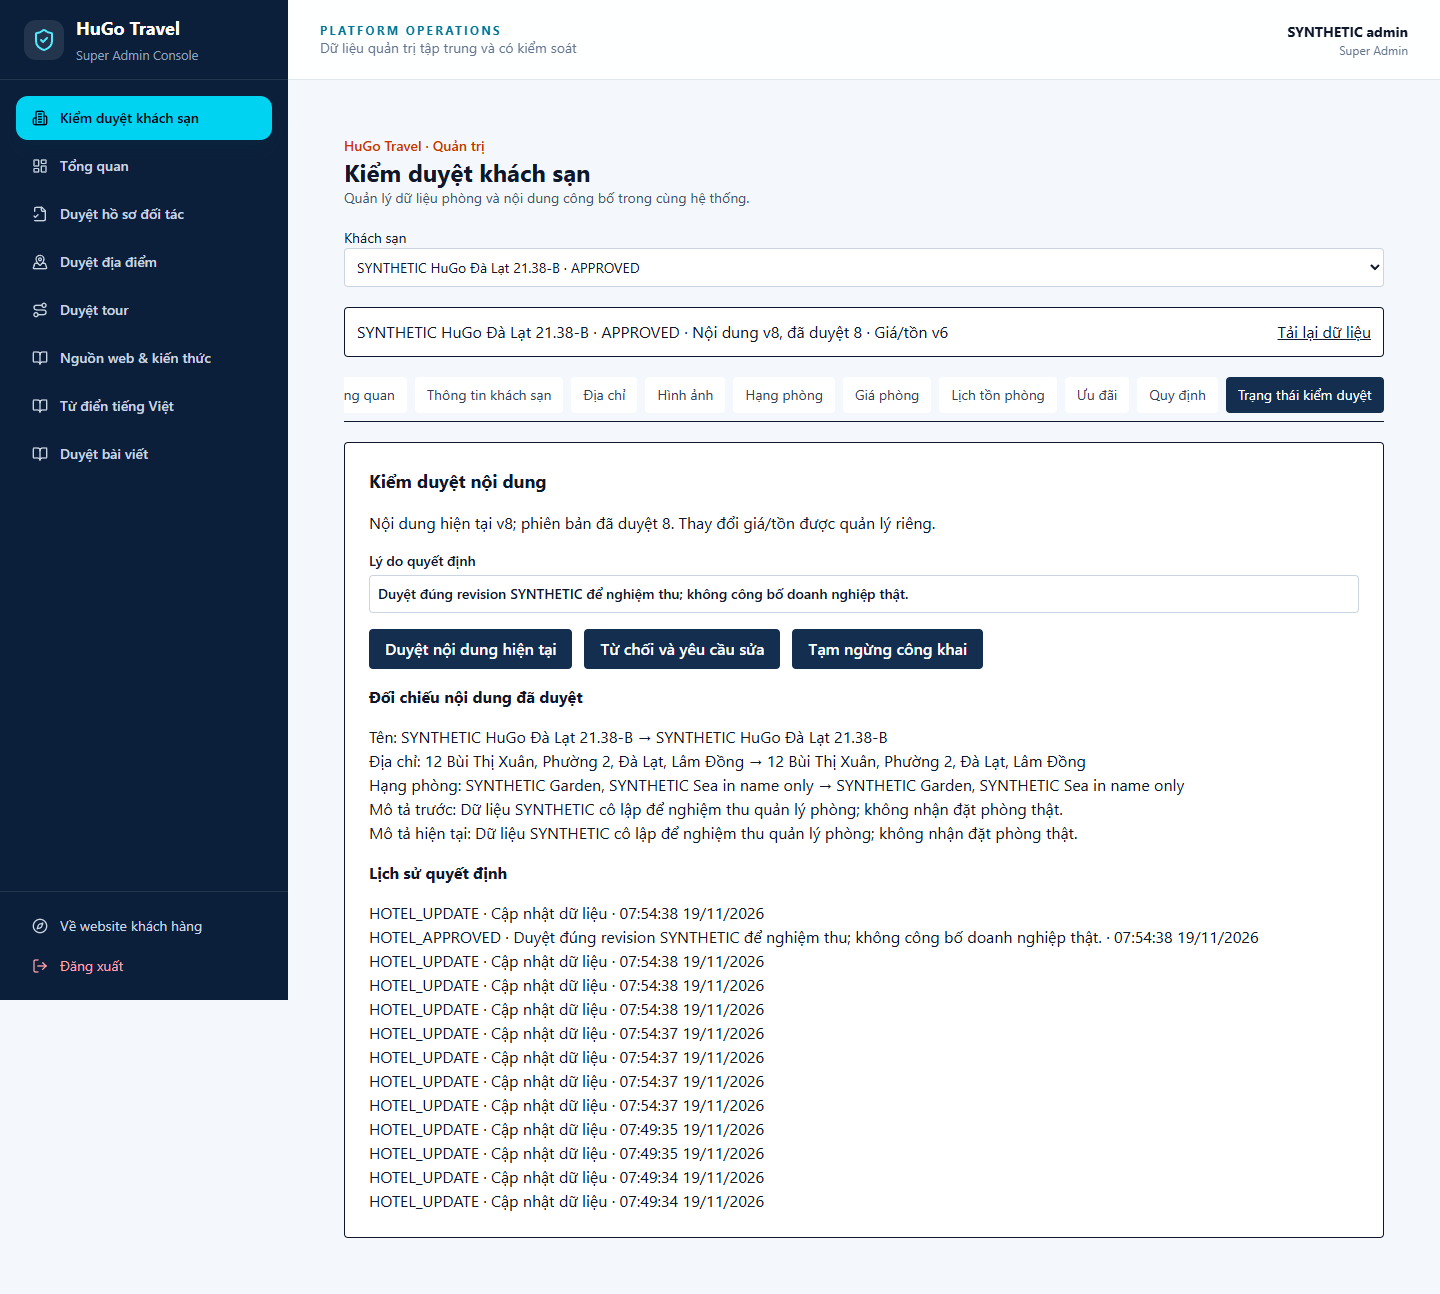 HuGo Travel
Super Admin Console
Kiểm duyệt khách sạn
Tổng quan
Duyệt hồ sơ đối tác
Duyệt địa điểm
Duyệt tour
Nguồn web & kiến thức
Từ điển tiếng Việt
Duyệt bài viết
Về website khách hàng
Đăng xuất
PLATFORM OPERATIONS
Dữ liệu quản trị tập trung và có kiểm soát
SYNTHETIC admin
Super Admin
HuGo Travel · Quản trị
Kiểm duyệt khách sạn
Quản lý dữ liệu phòng và nội dung công bố trong cùng hệ thống.
Khách sạn
SYNTHETIC HuGo Đà Lạt 21.38-B · APPROVED
SYNTHETIC HuGo Đà Lạt 21.38-B · APPROVED · Nội dung v8, đã duyệt 8 · Giá/tồn v6 Tải lại dữ liệu
ng quan Thông tin khách sạn Địa chỉ Hình ảnh Hạng phòng Giá phòng Lịch tồn phòng Ưu đãi Quy định Trạng thái kiểm duyệt
Kiểm duyệt nội dung
Nội dung hiện tại v8; phiên bản đã duyệt 8. Thay đổi giá/tồn được quản lý riêng.
Lý do quyết định
Duyệt đúng revision SYNTHETIC để nghiệm thu; không công bố doanh nghiệp thật.
Duyệt nội dung hiện tại Từ chối và yêu cầu sửa Tạm ngừng công khai
Đối chiếu nội dung đã duyệt
Tên: SYNTHETIC HuGo Đà Lạt 21.38-B → SYNTHETIC HuGo Đà Lạt 21.38-B
Địa chỉ: 12 Bùi Thị Xuân, Phường 2, Đà Lạt, Lâm Đồng → 12 Bùi Thị Xuân, Phường 2, Đà Lạt, Lâm Đồng
Hạng phòng: SYNTHETIC Garden, SYNTHETIC Sea in name only → SYNTHETIC Garden, SYNTHETIC Sea in name only
Mô tả trước: Dữ liệu SYNTHETIC cô lập để nghiệm thu quản lý phòng; không nhận đặt phòng thật.
Mô tả hiện tại: Dữ liệu SYNTHETIC cô lập để nghiệm thu quản lý phòng; không nhận đặt phòng thật.
Lịch sử quyết định
HOTEL_UPDATE · Cập nhật dữ liệu · 07:54:38 19/11/2026
HOTEL_APPROVED · Duyệt đúng revision SYNTHETIC để nghiệm thu; không công bố doanh nghiệp thật. · 07:54:38 19/11/2026
HOTEL_UPDATE · Cập nhật dữ liệu · 07:54:38 19/11/2026
HOTEL_UPDATE · Cập nhật dữ liệu · 07:54:38 19/11/2026
HOTEL_UPDATE · Cập nhật dữ liệu · 07:54:38 19/11/2026
HOTEL_UPDATE · Cập nhật dữ liệu · 07:54:37 19/11/2026
HOTEL_UPDATE · Cập nhật dữ liệu · 07:54:37 19/11/2026
HOTEL_UPDATE · Cập nhật dữ liệu · 07:54:37 19/11/2026
HOTEL_UPDATE · Cập nhật dữ liệu · 07:54:37 19/11/2026
HOTEL_UPDATE · Cập nhật dữ liệu · 07:49:35 19/11/2026
HOTEL_UPDATE · Cập nhật dữ liệu · 07:49:35 19/11/2026
HOTEL_UPDATE · Cập nhật dữ liệu · 07:49:34 19/11/2026
HOTEL_UPDATE · Cập nhật dữ liệu · 07:49:34 19/11/2026